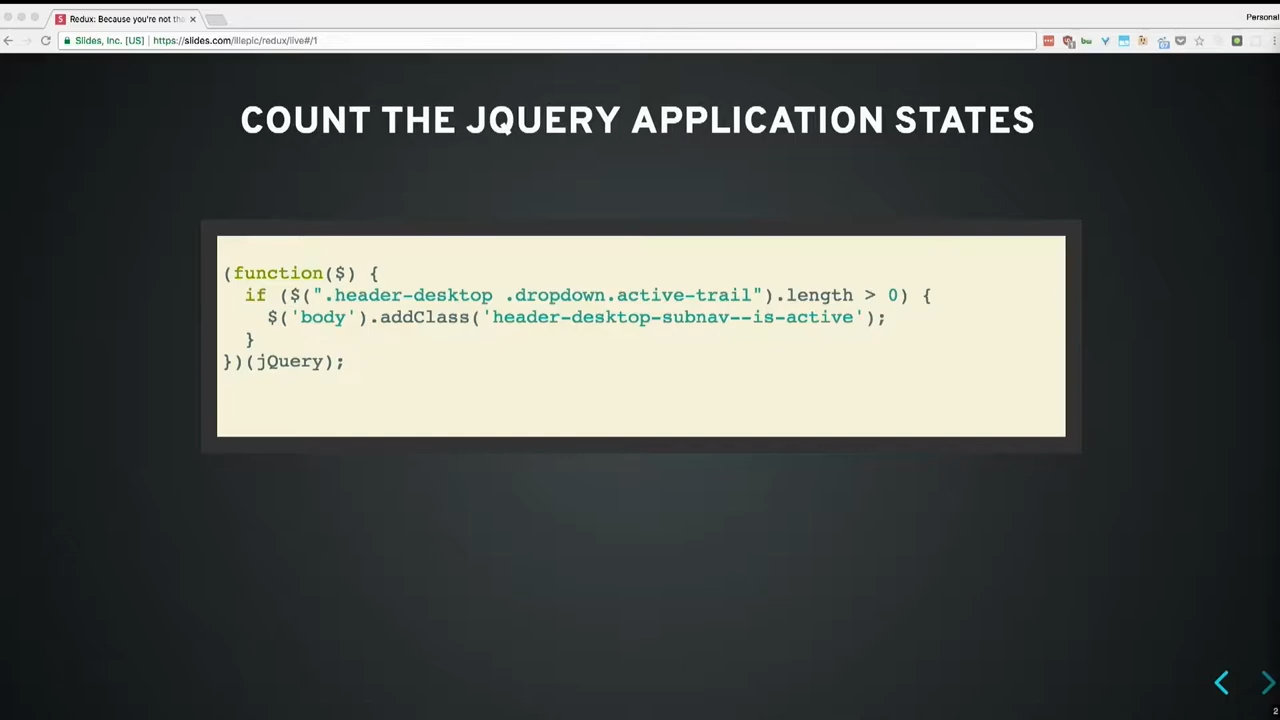 Redux: Because you're not tha
Personal
Slides, Inc. [US] | https://slides.com/illepic/redux/live#/1
COUNT THE JQUERY APPLICATION STATES
(function($) {
if ($(".header-desktop .dropdown.active-trail").length > 0) {
$('body').addClass('header-desktop-subnav--is-active');
}
})(jQuery);
2